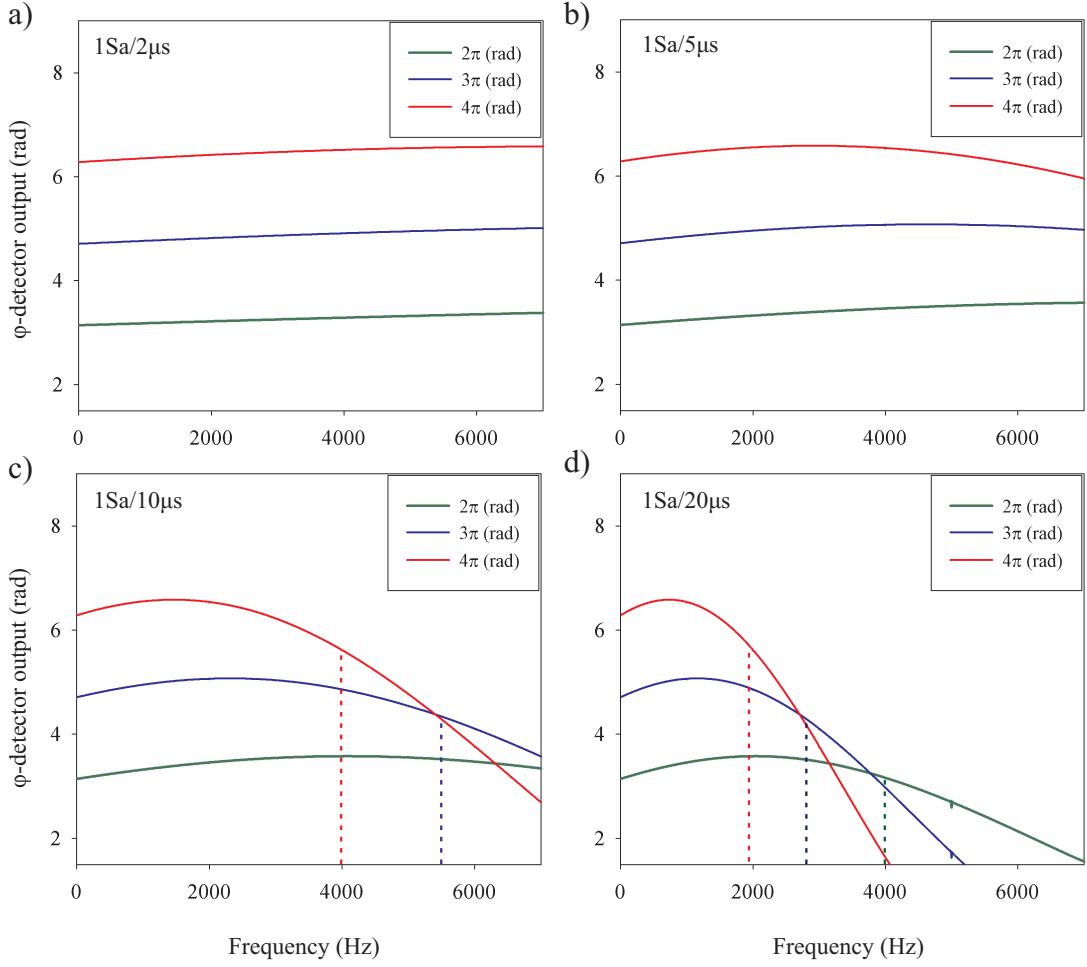 a)
1Sa/2μs
2π (rad)
3π (rad)
4π (rad)
8
6
4
2
0
2000
4000
6000
φ-detector output (rad)
b)
1Sa/5μs
2π (rad)
3π (rad)
4π (rad)
8
6
4
2
0
2000
4000
6000
c)
1Sa/10μs
2π (rad)
3π (rad)
4π (rad)
8
6
4
2
0
2000
4000
6000
φ-detector output (rad)
Frequency (Hz)
d)
1Sa/20μs
2π (rad)
3π (rad)
4π (rad)
8
6
4
2
0
2000
4000
6000
Frequency (Hz)